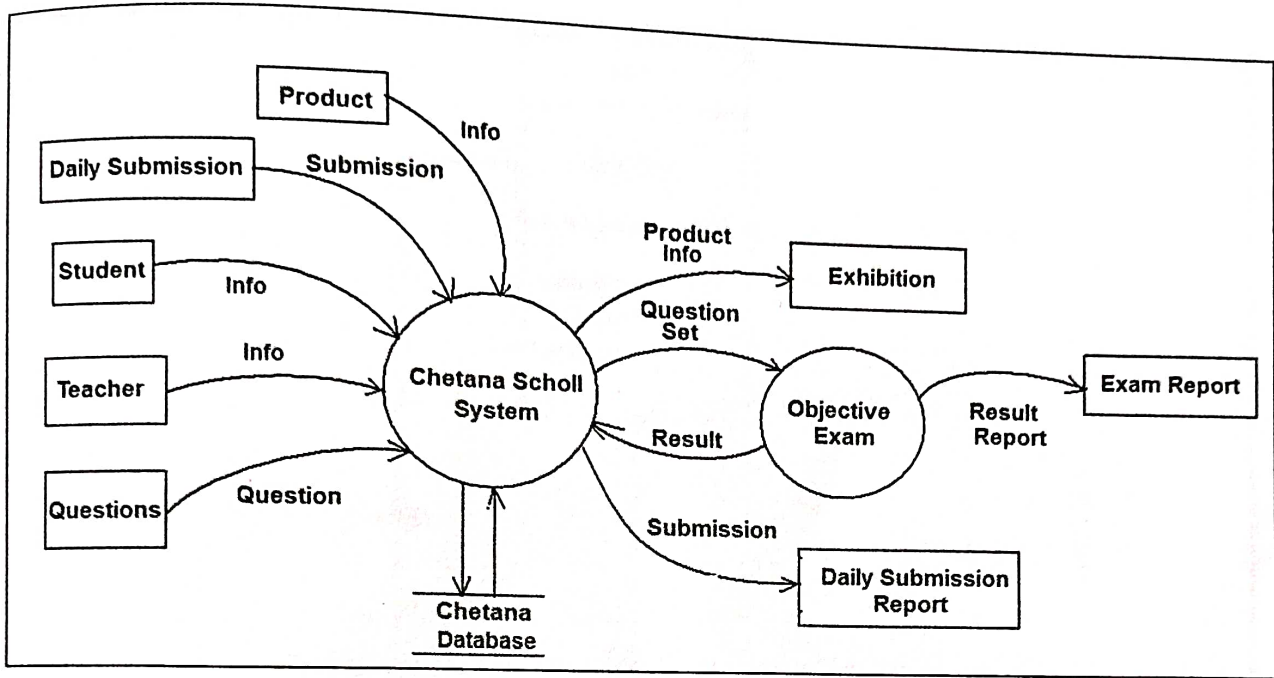 Product
Info
Daily Submission
Submission
Student
Info
Teacher
Info
Questions
Question
Chetana Scholl
System
Chetana
Database
Product
Info
Exhibition
Question
Set
Objective
Exam
Result
Result
Report
Exam Report
Submission
Daily Submission
Report